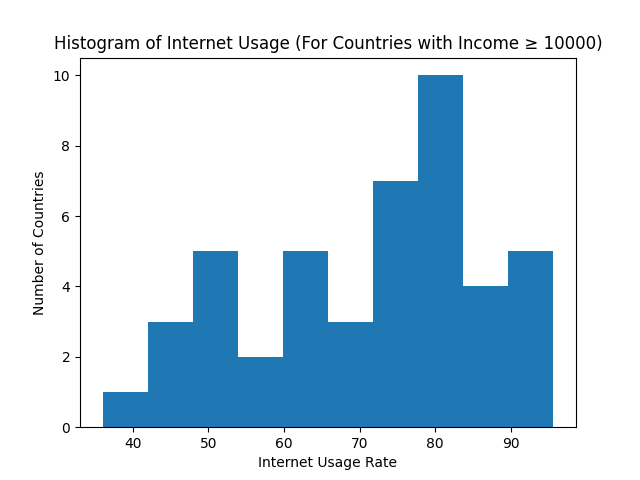 Histogram of Internet Usage (For Countries with Income ≥ 10000)
10
8
6
4
2
0
Number of Countries
40 50 60 70 80 90
Internet Usage Rate